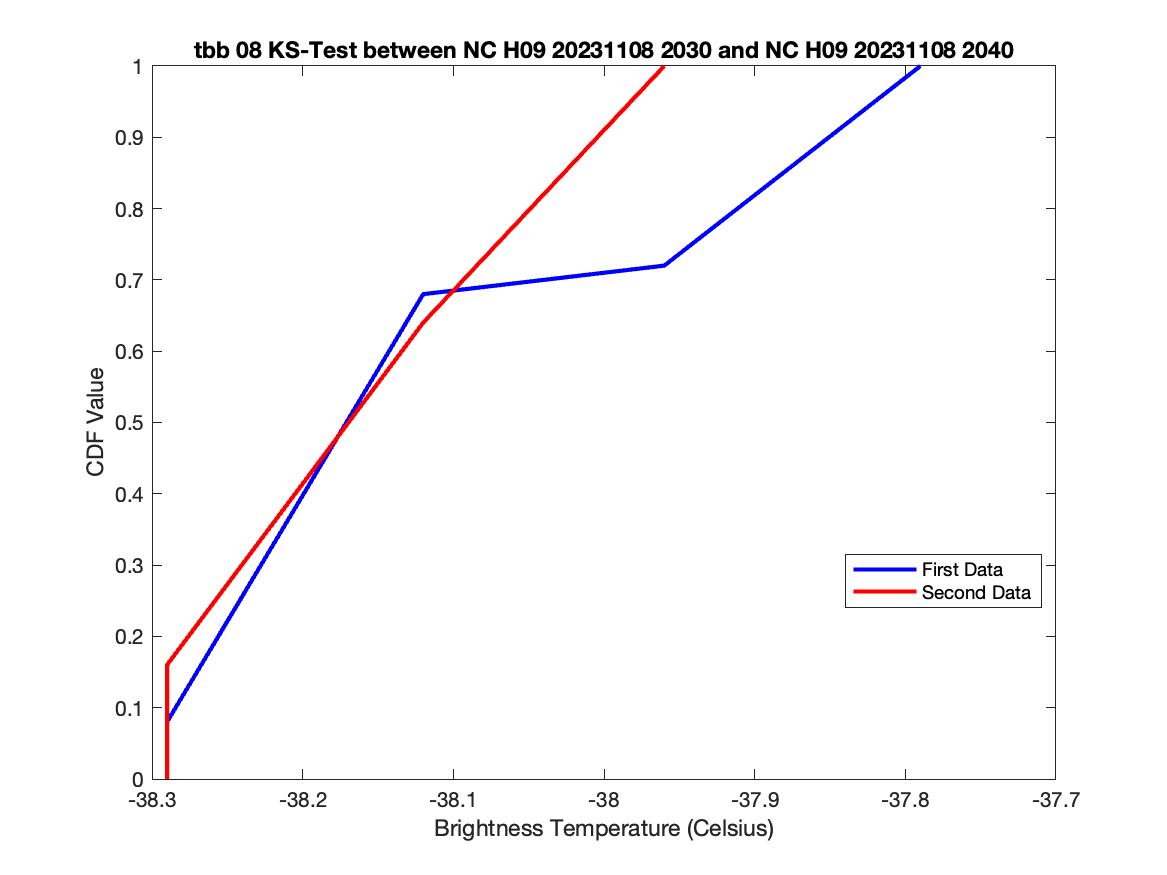 tbb 08 KS-Test between NC H09 20231108 2030 and NC H09 20231108 2040
1
0.9
0.8
0.7
0.6
0.5
0.4
0.3
0.2
0.1
0
CDF Value
First Data
Second Data
-38.3 -38.2 -38.1 -38 -37.9 -37.8 -37.7
Brightness Temperature (Celsius)